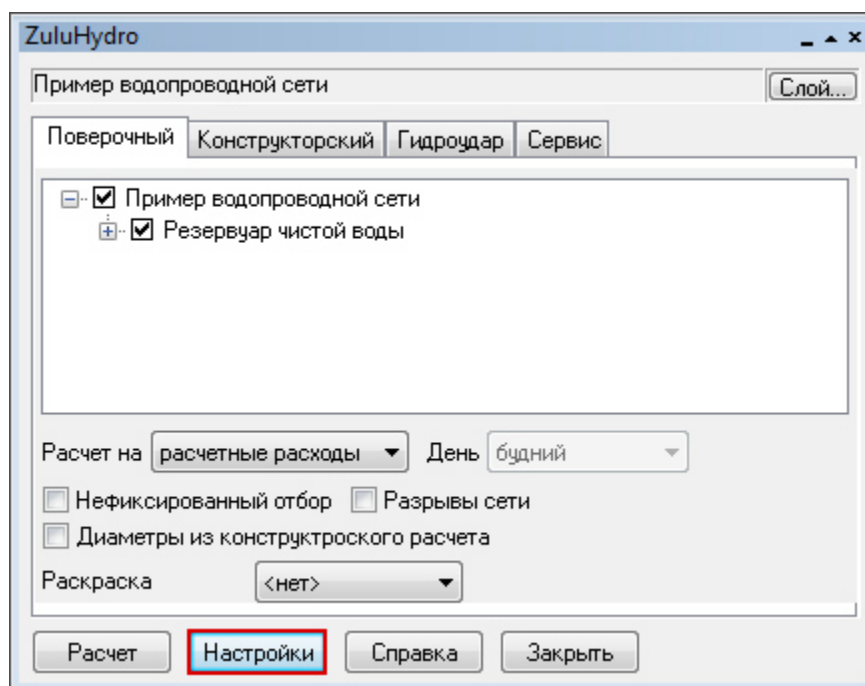 ZuluHydro
Пример водопроводной сети Слой...
Поверочный Конструкторский Гидроудар Сервис
Пример водопроводной сети
Резервуар чистой воды
Расчет на расчетные расходы День будний
Нефиксированный отбор Разрывы сети
Диаметры из конструктроского расчета
Раскраска <нет>
Расчет Настройки Справка Закрыть